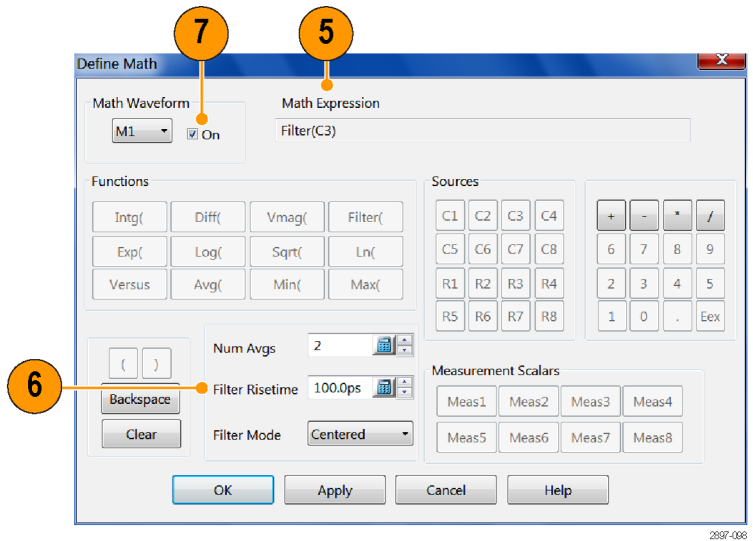 7
5
Define Math
X
Math Waveform
M1
On
Math Expression
Filter(C3)
Functions
Intg( Diff( Vmag( Filter(
Exp( Log( Sqrt( Ln(
Versus Avg( Min( Max(
Sources
C1 C2 C3 C4
C5 C6 C7 C8
R1 R2 R3 R4
R5 R6 R7 R8
+ - * /
6 7 8 9
2 3 4 5
1 0 . Eex
( )
Backspace
Clear
6
Num Avgs 2
Filter Risetime 100.0ps
Filter Mode Centered
Measurement Scalars
Meas1 Meas2 Meas3 Meas4
Meas5 Meas6 Meas7 Meas8
OK Apply Cancel Help
2897-098